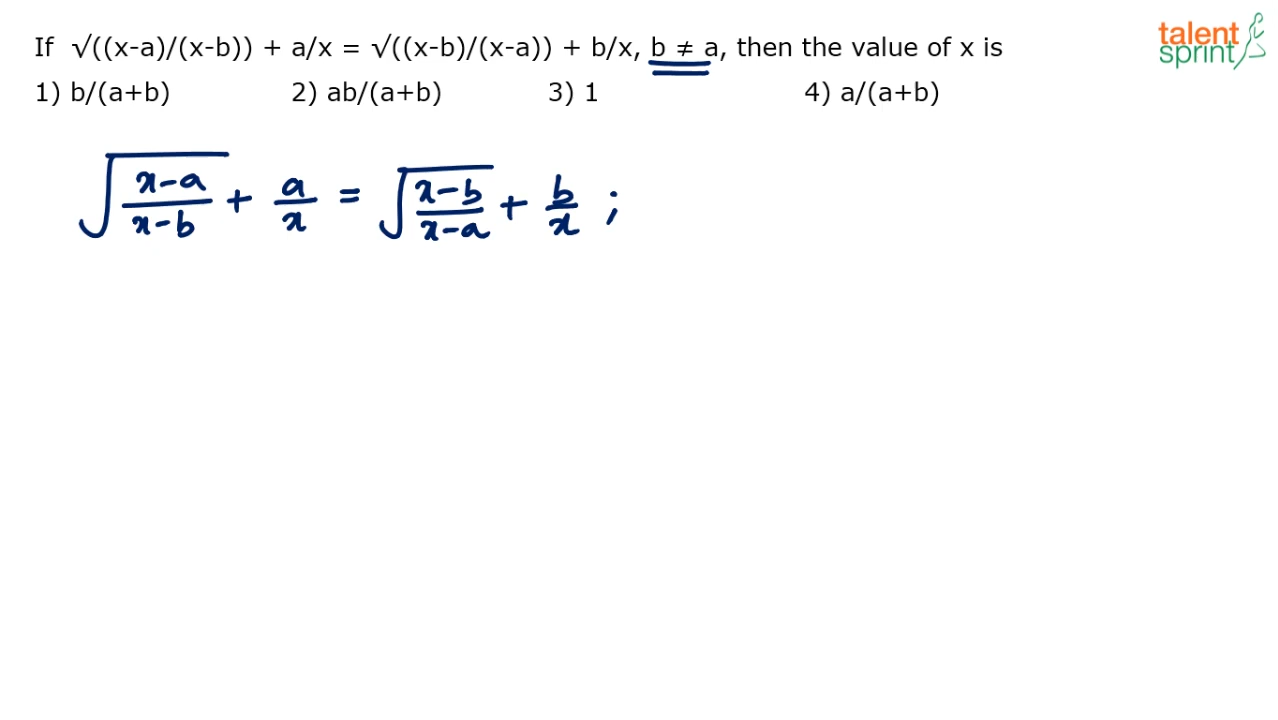 If √((x-a)/(x-b)) + a/x = √((x-b)/(x-a)) + b/x, b ≠ a, then the value of x is
1) b/(a+b) 2) ab/(a+b) 3) 1 4) a/(a+b)
talent
sprint
√((x-a)/(x-b)) + a/x = √((x-b)/(x-a)) + b/x ;